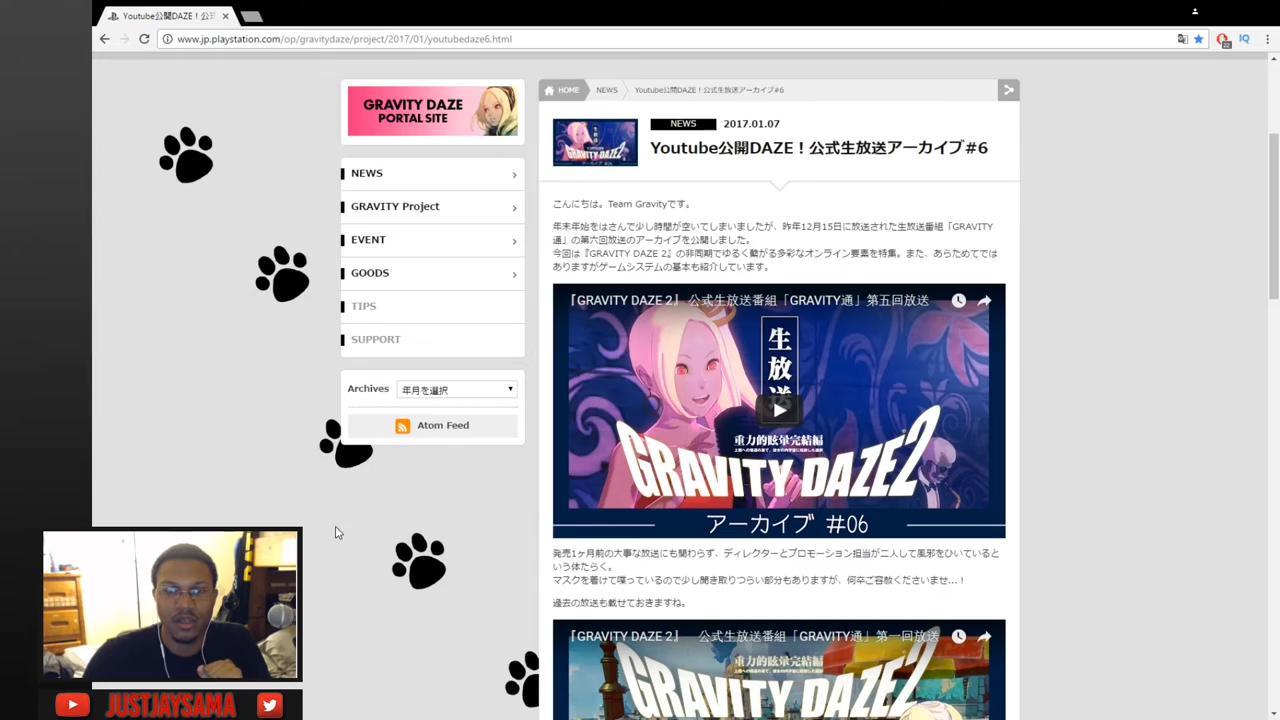 Youtube公開DAZE！公式
www.jp.playstation.com/op/gravitydaze/project/2017/01/youtubedaze6.html
22
IQ
GRAVITY DAZE
PORTAL SITE
NEWS
GRAVITY Project
EVENT
GOODS
TIPS
SUPPORT
Archives
年月を選択
Atom Feed
HOME
NEWS
Youtube公開DAZE！公式生放送アーカイブ#6
NEWS
2017.01.07
Youtube公開DAZE！公式生放送アーカイブ#6
こんにちは。Team Gravityです。
年末年始をはさんで少し時間が空いてしまいましたが、昨年12月15日に放送された生放送番組「GRAVITY
通」の第六回放送のアーカイブを公開しました。
今回は『GRAVITY DAZE 2』の非同期でゆるく繋がる多彩なオンライン要素を特集。また、あらためてでは
ありますがゲームシステムの基本も紹介しています。
『GRAVITY DAZE 2』 公式生放送番組「GRAVITY通」第五回放送
生放送
重力的眩暈完結編
GRAVITY DAZE 2
アーカイブ #06
発売1ヶ月前の大事な放送にも関わらず、ディレクターとプロモーション担当が二人して風邪をひいていると
いう体たらく。
マスクを着けて喋っているので少し聞き取りつらい部分もありますが、何卒ご容赦くださいませ…！
過去の放送も載せておきますね。
『GRAVITY DAZE 2』 公式生放送番組「GRAVITY通」第一回放送
重力的眩暈完結編
GRAVITY DAZE 2
JUSTJAYSAMA